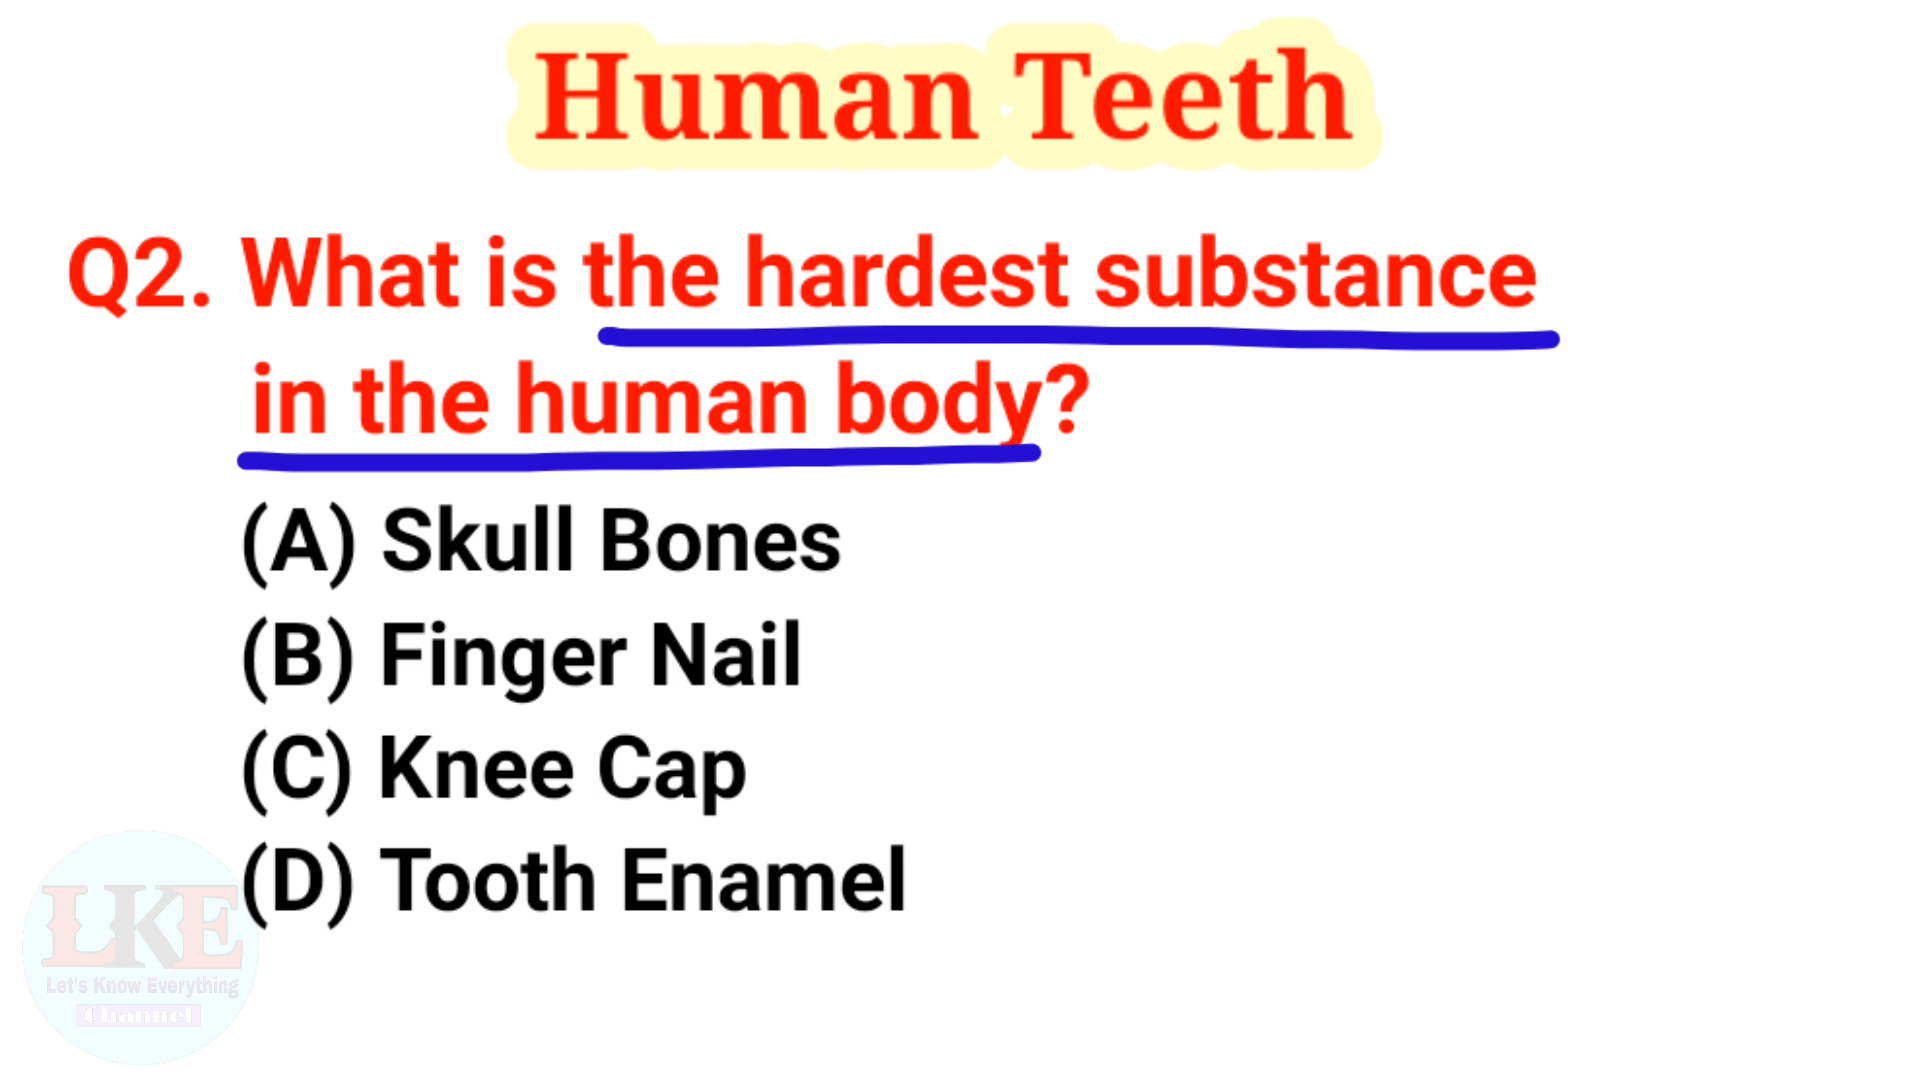 Human Teeth
Q2. What is the hardest substance
in the human body?
(A) Skull Bones
(B) Finger Nail
(C) Knee Cap
(D) Tooth Enamel
LKE
Let's Know Everything
Channel